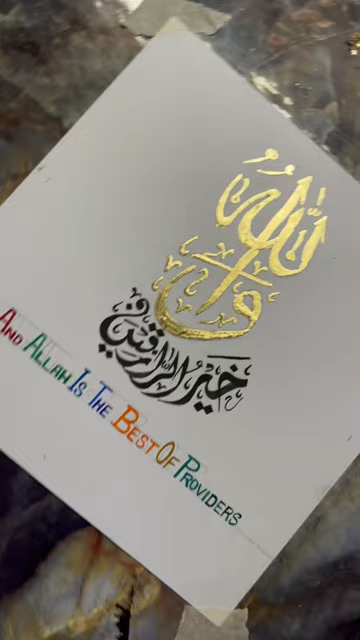 والله
خير الرازقين
AND ALLAH IS THE BEST OF PROVIDERS